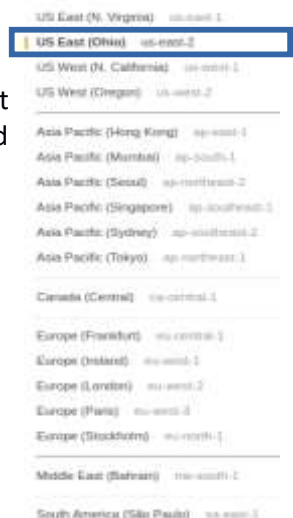 US East (N. Virginia) us-east-1
US East (Ohio) us-east-2
US West (N. California) us-west-1
US West (Oregon) us-west-2
t
d
Asia Pacific (Hong Kong) ap-east-1
Asia Pacific (Mumbai) ap-south-1
Asia Pacific (Seoul) ap-northeast-2
Asia Pacific (Singapore) ap-southeast-1
Asia Pacific (Sydney) ap-southeast-2
Asia Pacific (Tokyo) ap-northeast-1
Canada (Central) ca-central-1
Europe (Frankfurt) eu-central-1
Europe (Ireland) eu-west-1
Europe (London) eu-west-2
Europe (Paris) eu-west-3
Europe (Stockholm) eu-north-1
Middle East (Bahrain) me-south-1
South America (São Paulo) sa-east-1